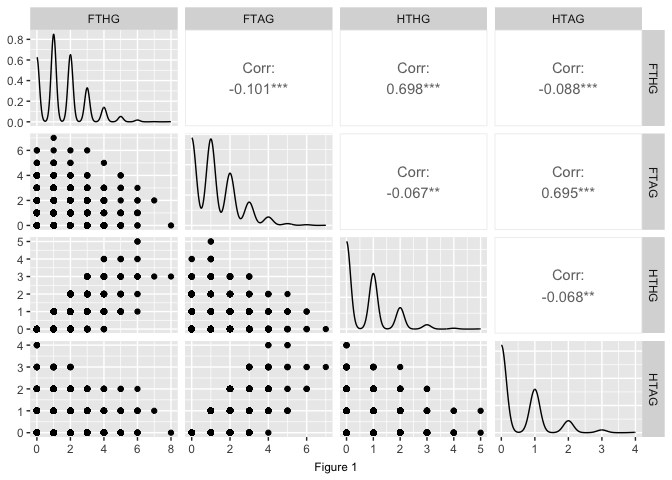 FTHG FTAG HTHG HTAG
0.8
0.6
0.4
0.2
0.0
Corr:
-0.101***
Corr:
0.698***
Corr:
-0.088***
FTHG
6
4
2
0
Corr:
-0.067**
Corr:
0.695***
FTAG
5
4
3
2
1
0
Corr:
-0.068**
HTHG
4
3
2
1
0
HTAG
0 2 4 6 8 0 2 4 6 0 1 2 3 4 5 0 1 2 3 4
Figure 1